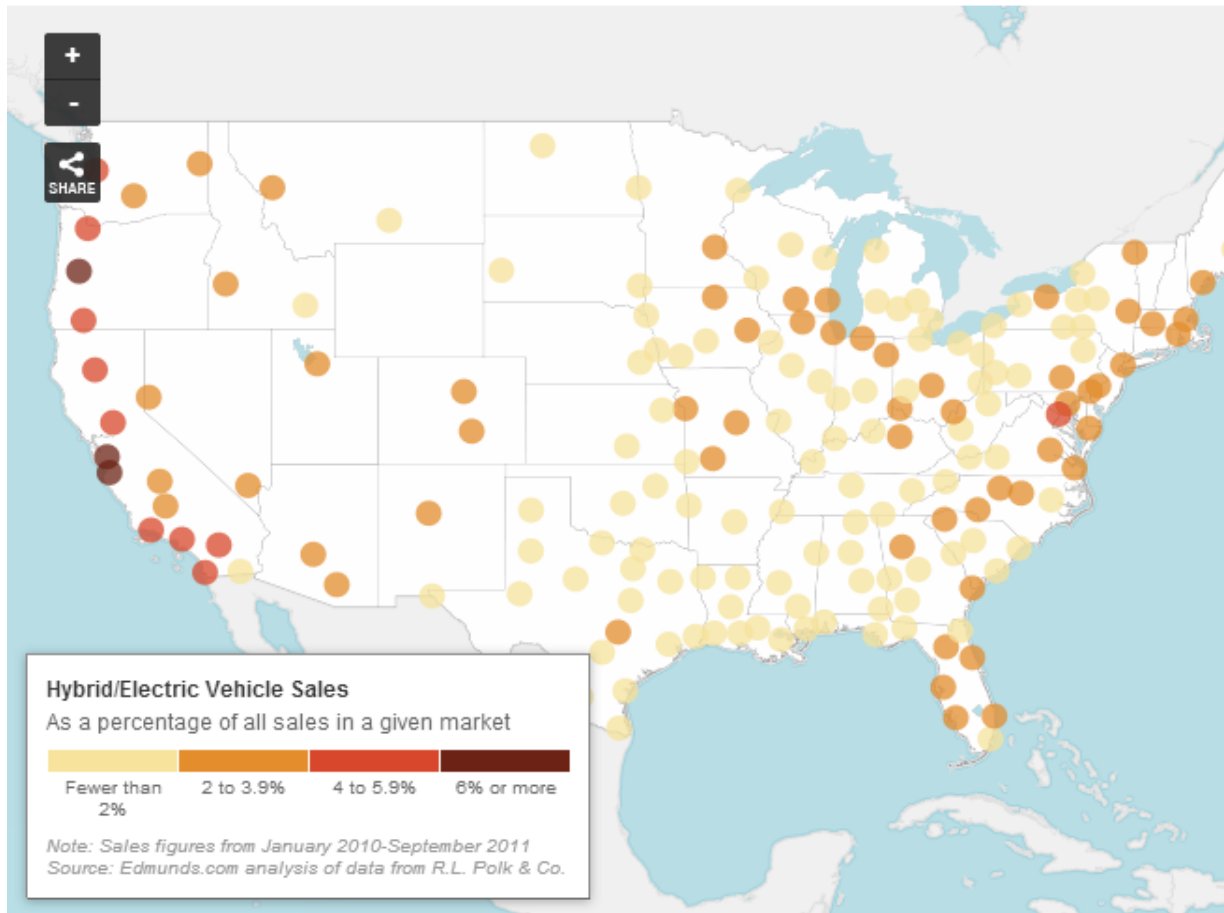 +
-
SHARE
Hybrid/Electric Vehicle Sales
As a percentage of all sales in a given market
Fewer than 2%
2 to 3.9%
4 to 5.9%
6% or more
Note: Sales figures from January 2010-September 2011
Source: Edmunds.com analysis of data from R.L. Polk & Co.